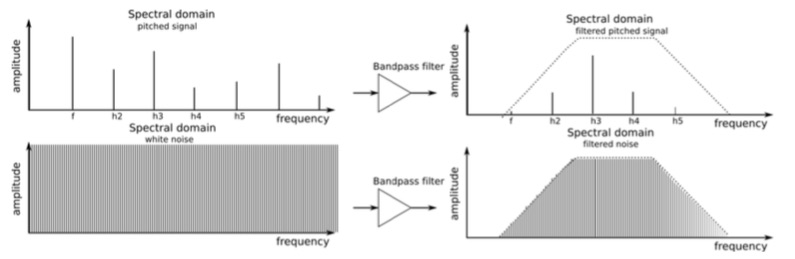 Spectral domain
pitched signal
amplitude
f h2 h3 h4 h5
frequency
Bandpass filter
Spectral domain
filtered pitched signal
amplitude
f h2 h3 h4 h5
frequency
Spectral domain
white noise
amplitude
frequency
Bandpass filter
Spectral domain
filtered noise
amplitude
frequency